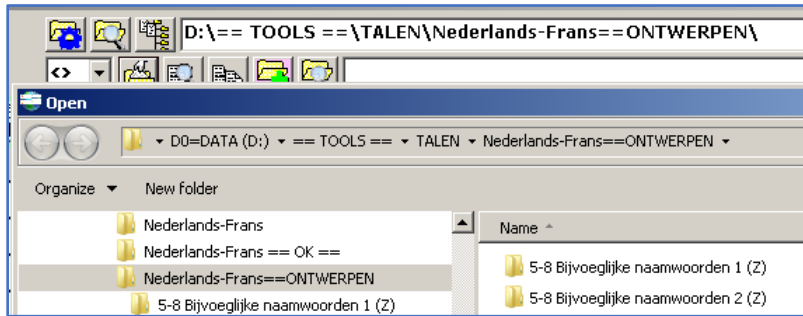 D:\== TOOLS ==\TALEN\Nederlands-Frans==ONTWERPEN\
<>
Open
D0=DATA (D:) == TOOLS == TALEN Nederlands-Frans==ONTWERPEN
Organize New folder
Nederlands-Frans
Name
Nederlands-Frans == OK ==
5-8 Bijvoeglijke naamwoorden 1 (Z)
Nederlands-Frans==ONTWERPEN
5-8 Bijvoeglijke naamwoorden 2 (Z)
5-8 Bijvoeglijke naamwoorden 1 (Z)